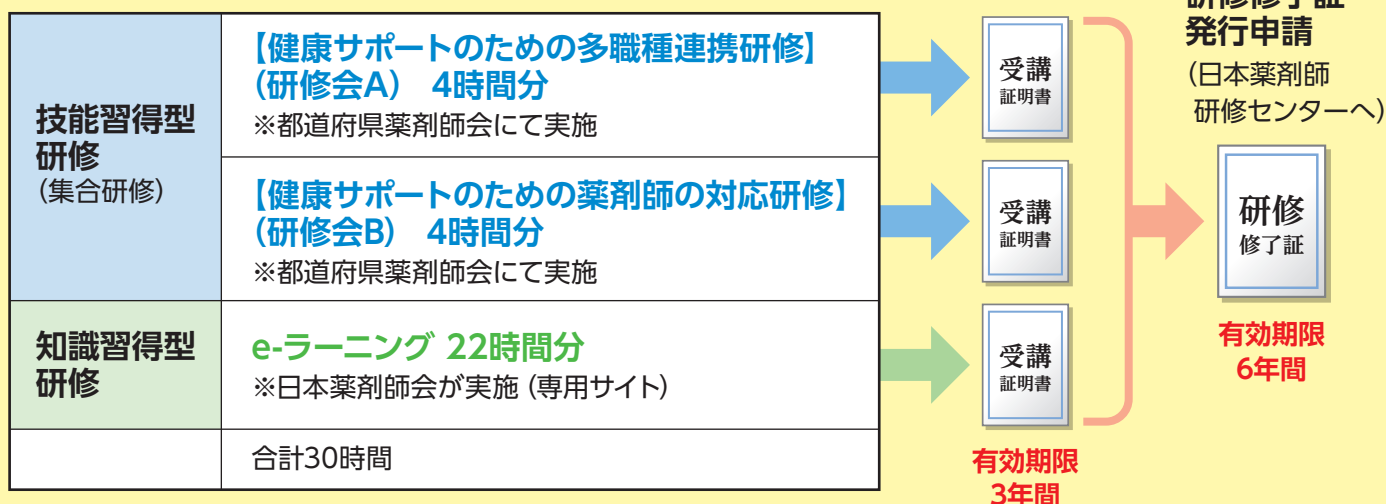 技能習得型
研修
(集合研修)
【健康サポートのための多職種連携研修】
(研修会A) 4時間分
※都道府県薬剤師会にて実施
【健康サポートのための薬剤師の対応研修】
(研修会B) 4時間分
※都道府県薬剤師会にて実施
知識習得型
研修
e-ラーニング 22時間分
※日本薬剤師会が実施(専用サイト)
合計30時間
受講
証明書
受講
証明書
受講
証明書
有効期限
3年間
研修修了証
発行申請
(日本薬剤師
研修センターへ)
研修
修了証
有効期限
6年間